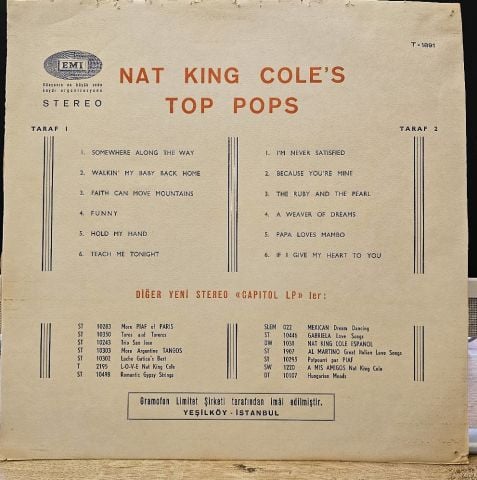 T - 1891
EMI
Dünyanın en büyük ses
kayıt organizasyonu
STEREO
NAT KING COLE'S
TOP POPS
TARAF 1
1. SOMEWHERE ALONG THE WAY
2. WALKIN' MY BABY BACK HOME
3. FAITH CAN MOVE MOUNTAINS
4. FUNNY
5. HOLD MY HAND
6. TEACH ME TONIGHT
TARAF 2
1. I'M NEVER SATISFIED
2. BECAUSE YOU'RE MINE
3. THE RUBY AND THE PEARL
4. A WEAVER OF DREAMS
5. PAPA LOVES MAMBO
6. IF I GIVE MY HEART TO YOU
DİĞER YENİ STEREO «CAPITOL LP» ler:
ST 10283 More PIAF of PARIS
ST 10330 Toros and Toreros
ST 10243 Trio San Jose
ST 10303 More Argentine TANGOS
ST 10302 Lucho Gatica's Best
T 2195 L-O-V-E Nat King Cole
ST 10498 Romantic Gypsy Strings
SLEM 022 MEXICAN Dream Dancing
ST 10446 GABRIELA Love Songs
DW 1031 NAT KING COLE ESPANOL
ST 1907 AL MARTINO Great Italian Love Songs
ST 10295 Potpourri par PIAF
SW 1220 A MIS AMIGOS Nat King Cole
DT 10107 Hungarian Moods
Gramofon Limitet Şirketi tarafından imâl edilmiştir.
YEŞİLKÖY - İSTANBUL